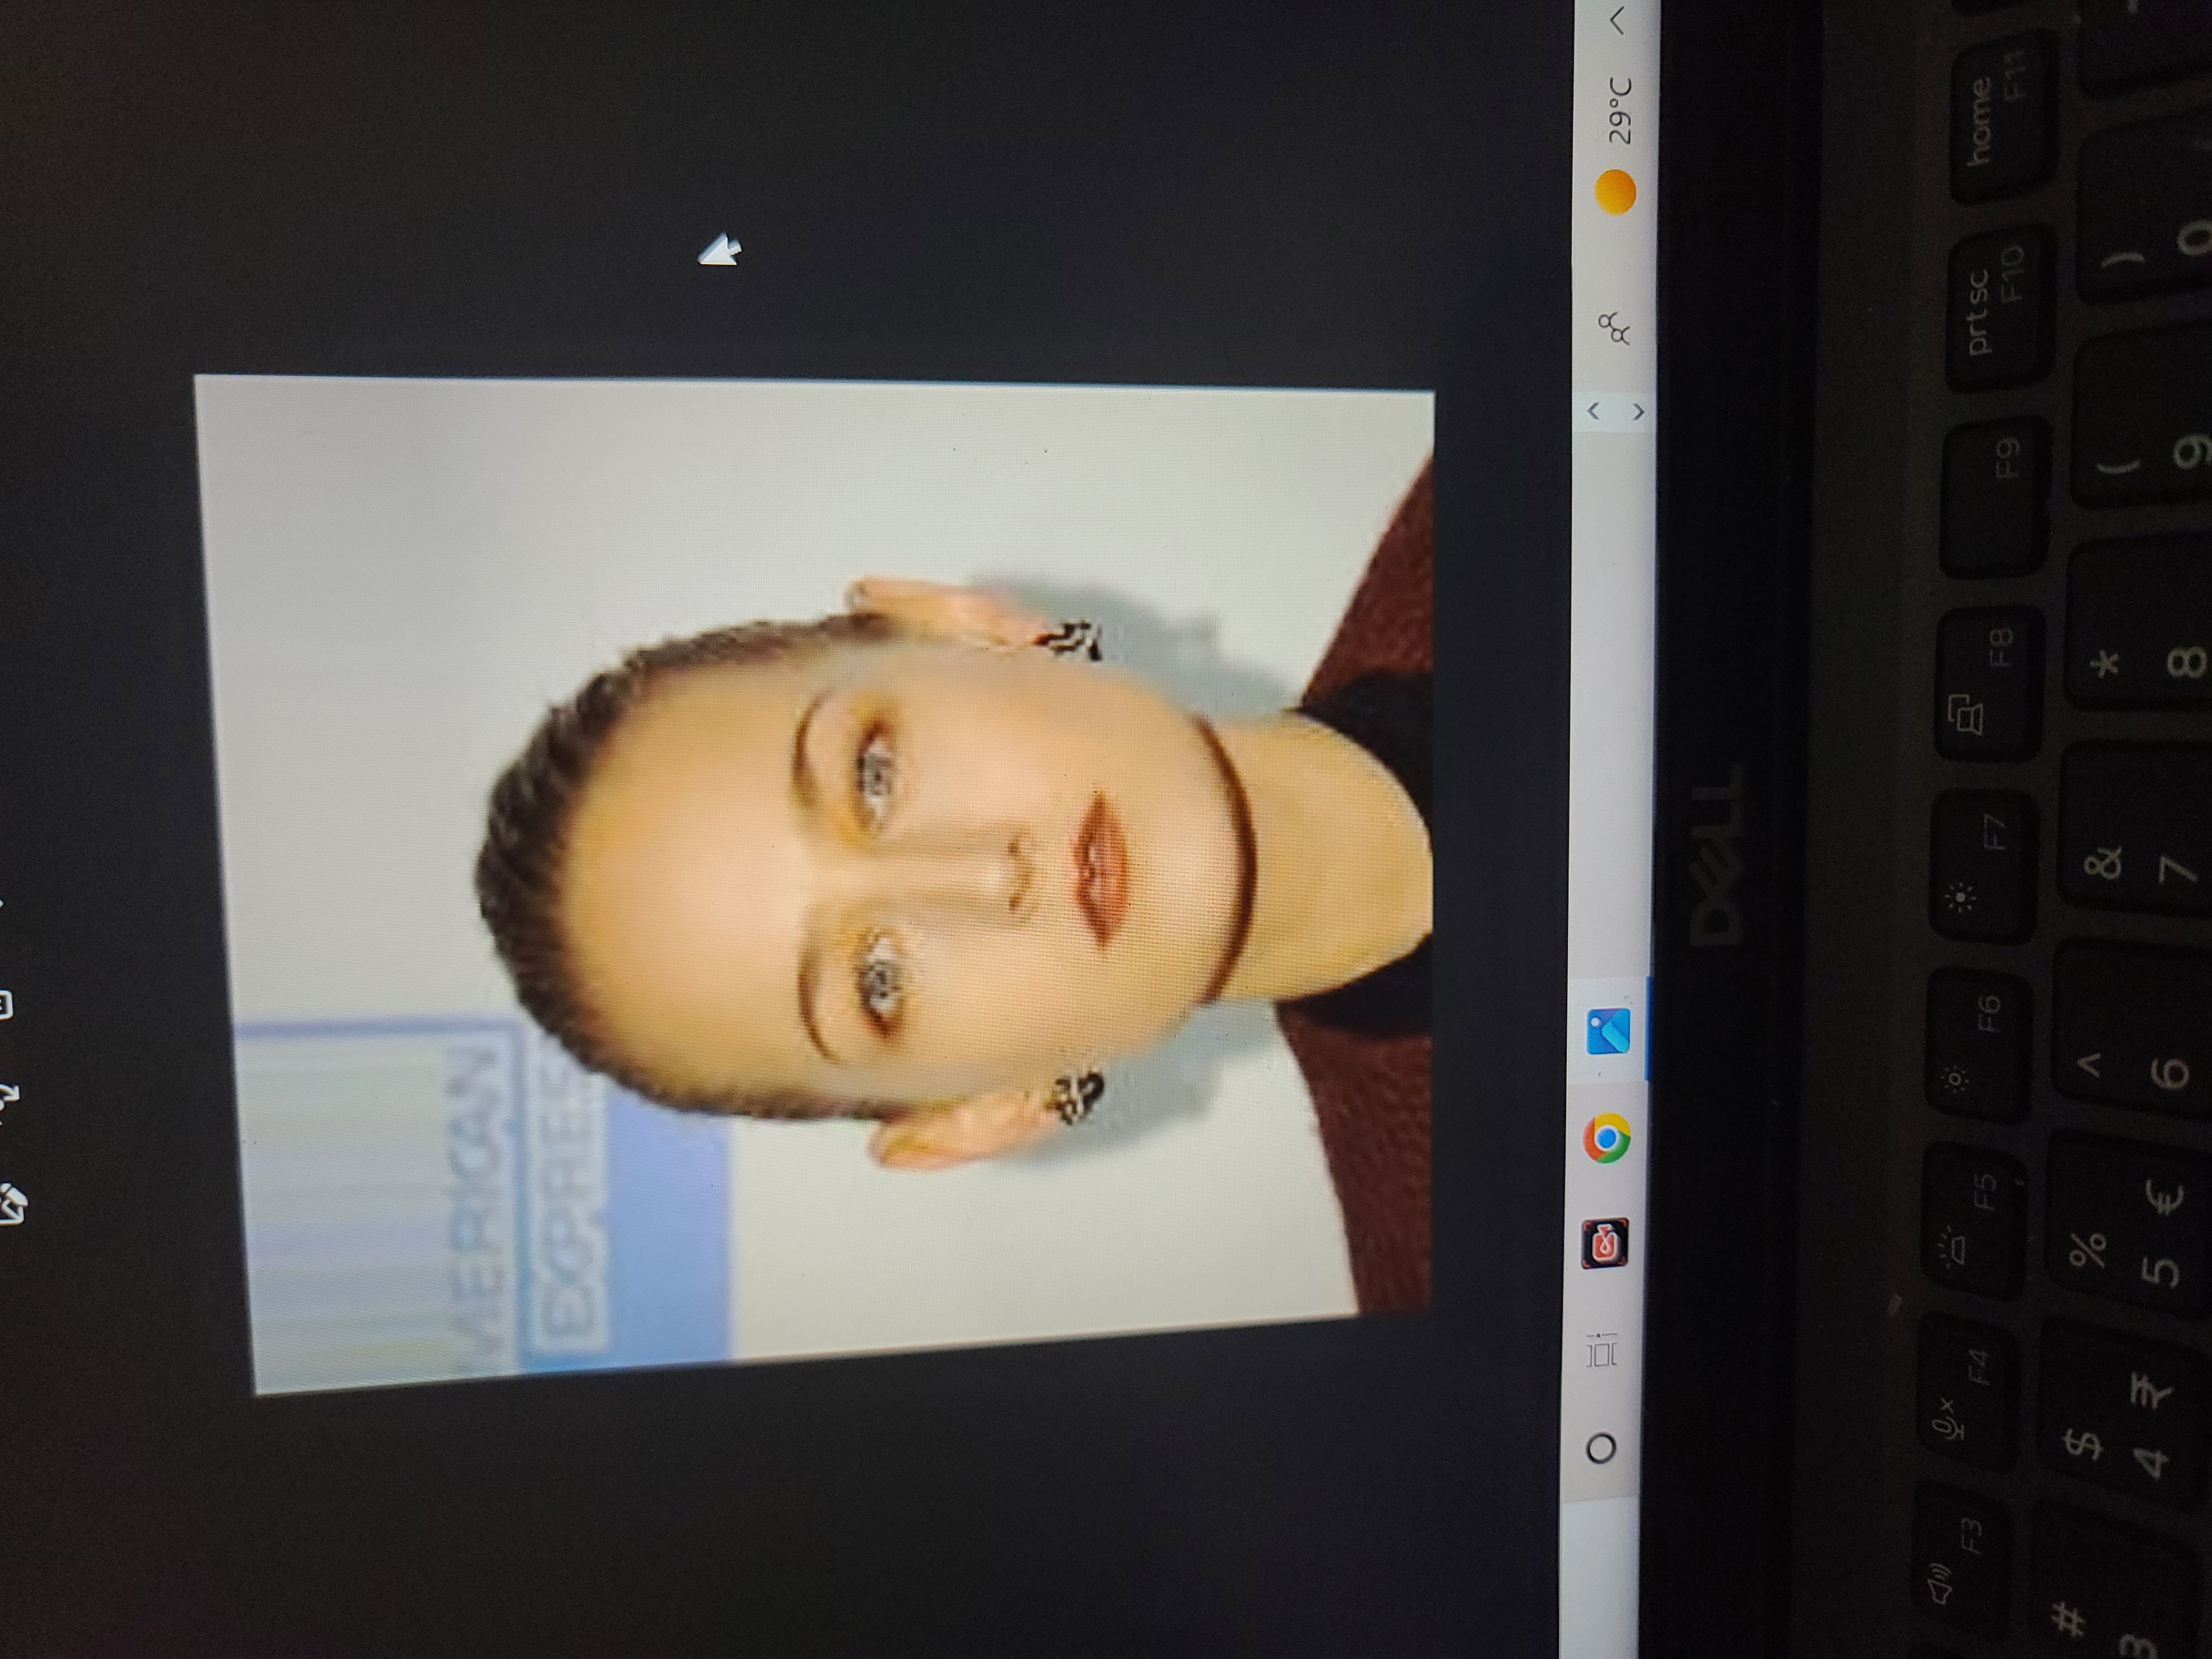 MERICAN
EXPRES
29°C
DELL
F3
F4
F5
F6
F7
F8
F9
prt sc
F10
home
F11
#
3
$
4 ₹
%
5 €
^
6
&
7
*
8
(
9
)
0